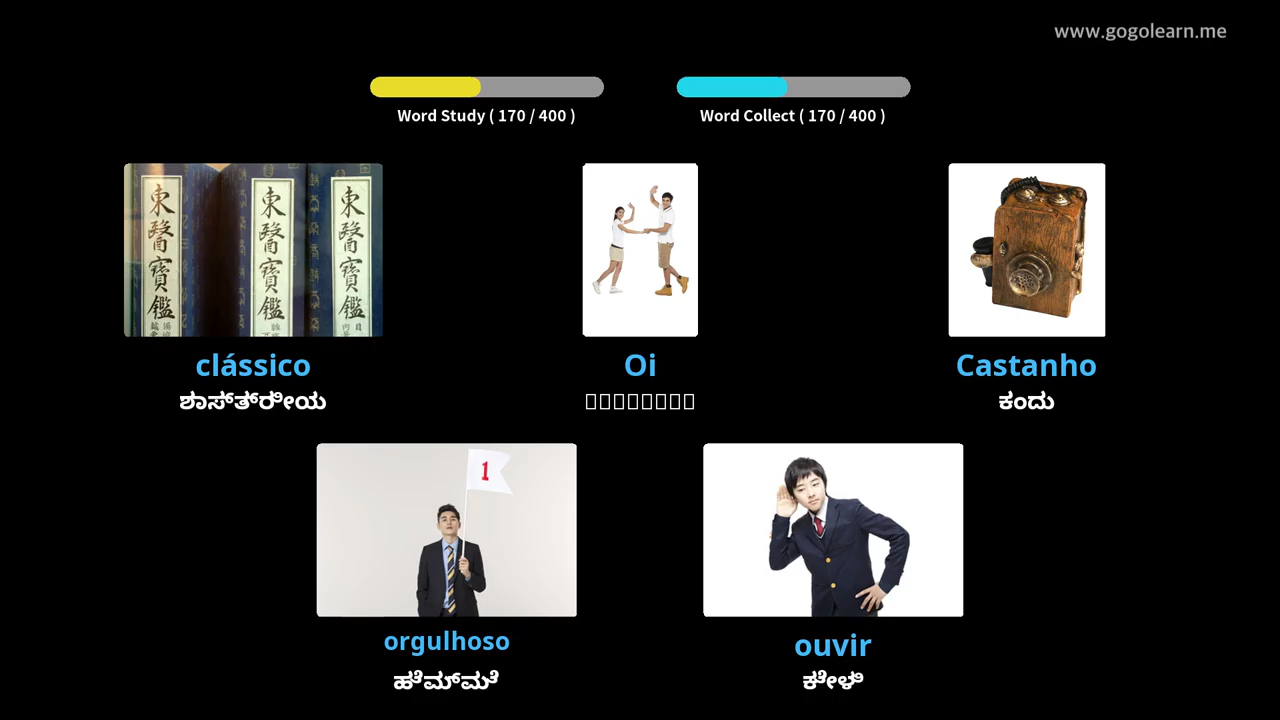 www.gogolearn.me
Word Study ( 170 / 400 )
Word Collect ( 170 / 400 )
東醫寶鑑
東醫寶鑑
東醫寶鑑
clássico
ಶಾಸ್ತ್ರೀಯ
Oi
Castanho
ಕಂದು
1
orgulhoso
ಹೆಮ್ಮೆ
ouvir
ಕೇಳಿ